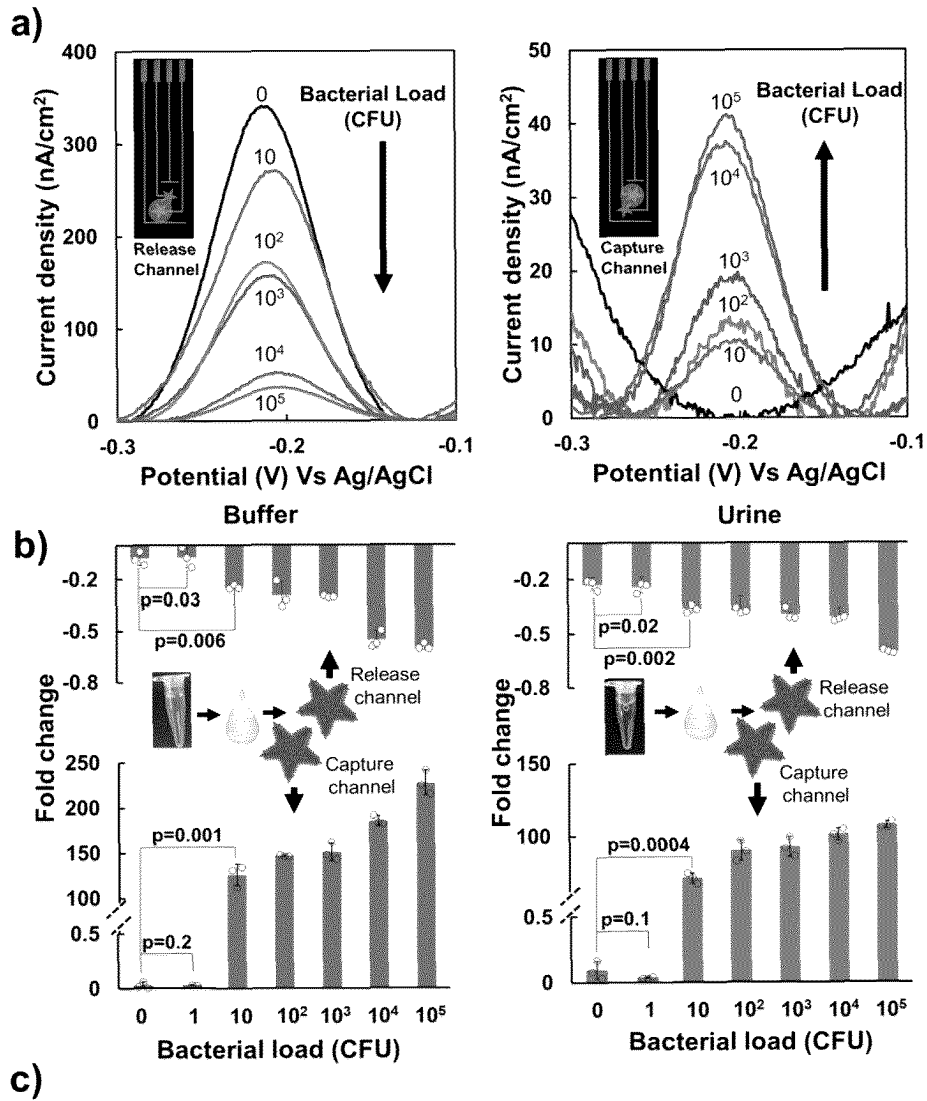 a)
400
300
200
100
0
Current density (nA/cm²)
0
10
10²
10³
10⁴
10⁵
Bacterial Load
(CFU)
Release
Channel
-0.3
-0.2
-0.1
Potential (V) Vs Ag/AgCl
50
40
30
20
10
0
Current density (nA/cm²)
10⁵
10⁴
10³
10²
10
0
Bacterial Load
(CFU)
Capture
Channel
-0.3
-0.2
-0.1
Potential (V) Vs Ag/AgCl
b)
Buffer
-0.2
-0.5
-0.8
p=0.03
p=0.006
Release
channel
Capture
channel
Fold change
250
200
150
100
0.5
0
p=0.001
p=0.2
0 1 10 10² 10³ 10⁴ 10⁵
Bacterial load (CFU)
Urine
-0.2
-0.5
-0.8
p=0.02
p=0.002
Release
channel
Capture
channel
Fold change
150
100
0.5
0
p=0.0004
p=0.1
0 1 10 10² 10³ 10⁴ 10⁵
Bacterial load (CFU)
c)